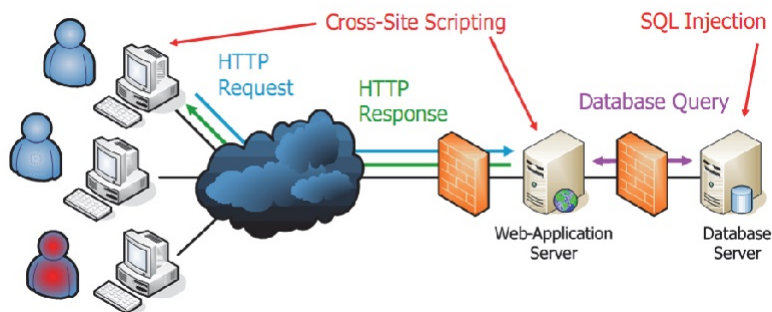 Cross-Site Scripting
SQL Injection
HTTP
Request
HTTP
Response
Database Query
Web-Application
Server
Database
Server